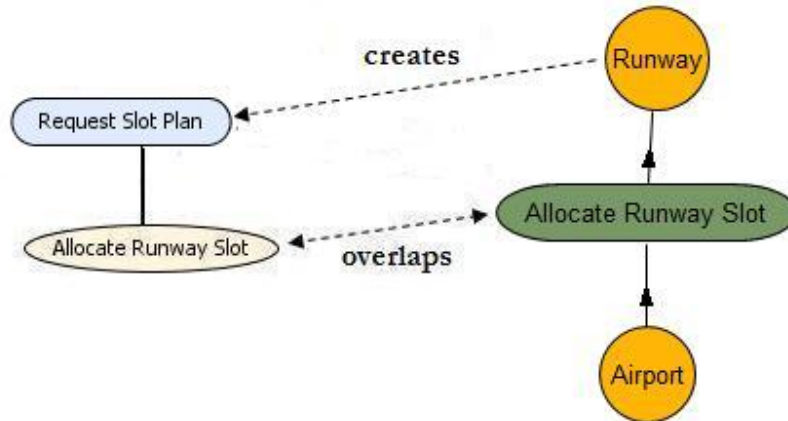 creates
Runway
Request Slot Plan
Allocate Runway Slot
Allocate Runway Slot
overlaps
Airport